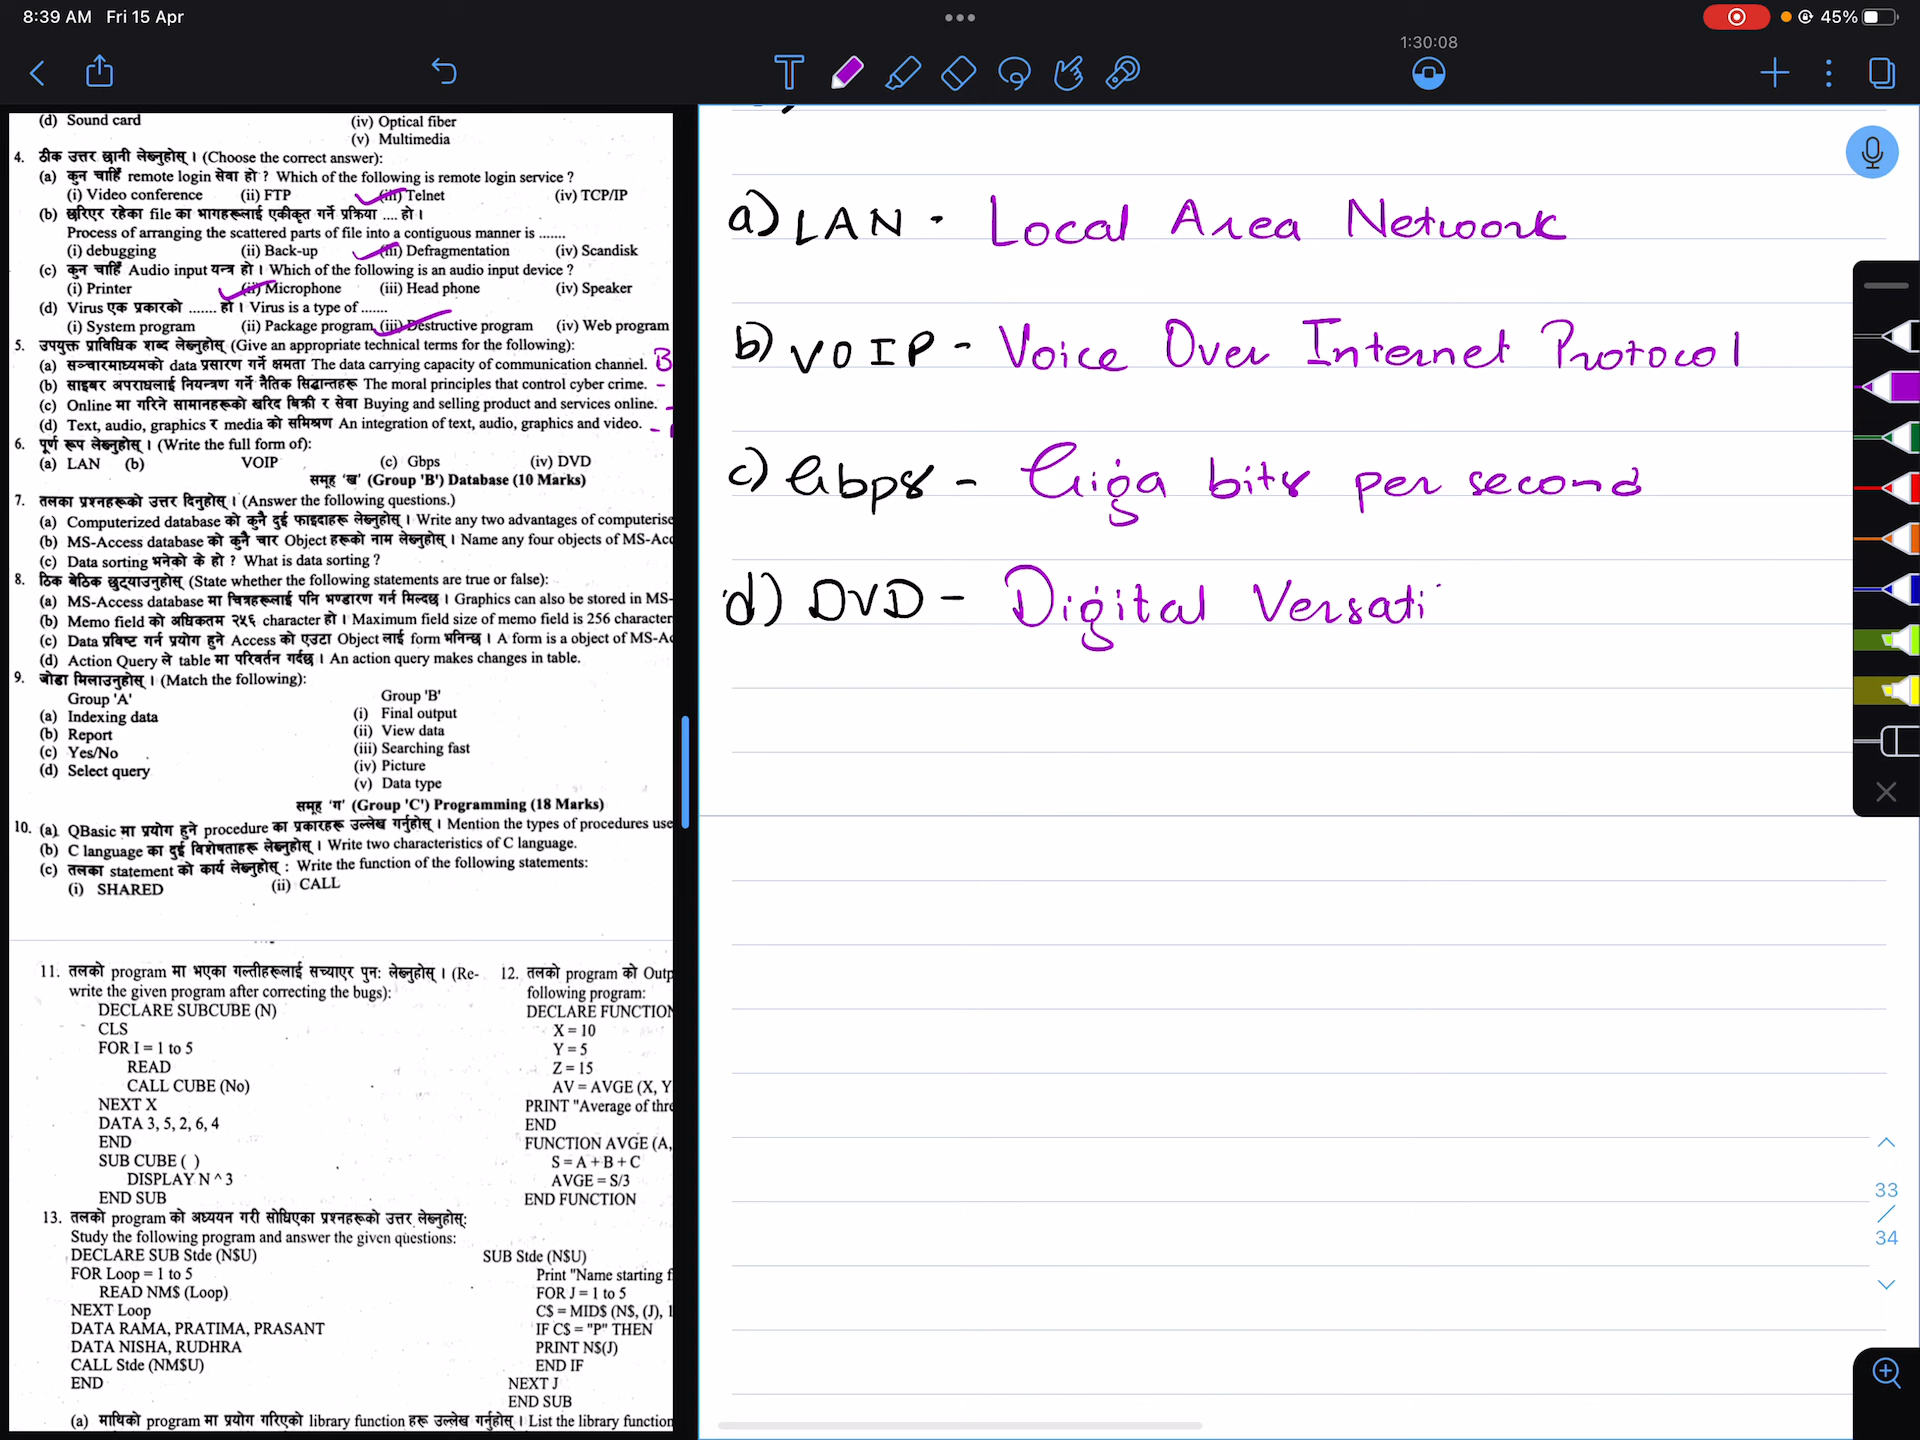 8:39 AM Fri 15 Apr
45%
1:30:08
(d) Sound card (iv) Optical fiber
(v) Multimedia
4. ठीक उत्तर छानी लेख्नुहोस् । (Choose the correct answer):
(a) कुन चाहिँ remote login सेवा हो ? Which of the following is remote login service ?
(i) Video conference (ii) FTP (iii) Telnet (iv) TCP/IP
(b) छरिएर रहेका file का भागहरूलाई एकीकृत गर्ने प्रक्रिया .... हो ।
Process of arranging the scattered parts of file into a contiguous manner is .......
(i) debugging (ii) Back-up (iii) Defragmentation (iv) Scandisk
(c) कुन चाहिँ Audio input यन्त्र हो । Which of the following is an audio input device ?
(i) Printer (ii) Microphone (iii) Head phone (iv) Speaker
(d) Virus एक प्रकारको ....... हो । Virus is a type of .......
(i) System program (ii) Package program (iii) Destructive program (iv) Web program
5. उपयुक्त प्राविधिक शब्द लेख्नुहोस् (Give an appropriate technical terms for the following):
(a) सञ्चारमाध्यमको data प्रसारण गर्ने क्षमता The data carrying capacity of communication channel. B
(b) साइबर अपराधलाई नियन्त्रण गर्ने नैतिक सिद्धान्तहरू The moral principles that control cyber crime. -
(c) Online मा गरिने सामानहरूको खरिद बिक्री र सेवा Buying and selling product and services online. -
(d) Text, audio, graphics र media को समिश्रण An integration of text, audio, graphics and video. -
6. पूर्ण रूप लेख्नुहोस् । (Write the full form of):
(a) LAN (b) VOIP (c) Gbps (iv) DVD
समूह 'ख' (Group 'B') Database (10 Marks)
7. तलका प्रश्नहरूको उत्तर दिनुहोस् । (Answer the following questions.)
(a) Computerized database को कुनै दुई फाइदाहरू लेख्नुहोस् । Write any two advantages of computerise
(b) MS-Access database को कुनै चार Object हरूको नाम लेख्नुहोस् । Name any four objects of MS-Acc
(c) Data sorting भनेको के हो ? What is data sorting ?
8. ठिक बेठिक छुट्याउनुहोस् (State whether the following statements are true or false):
(a) MS-Access database मा चित्रहरूलाई पनि भण्डारण गर्न मिल्दछ । Graphics can also be stored in MS-
(b) Memo field को अधिकतम २५६ character हो । Maximum field size of memo field is 256 character
(c) Data प्रविष्ट गर्न प्रयोग हुने Access को एउटा Object लाई form भनिन्छ । A form is a object of MS-Ac
(d) Action Query ले table मा परिवर्तन गर्दछ । An action query makes changes in table.
9. जोडा मिलाउनुहोस् । (Match the following):
Group 'A' Group 'B'
(a) Indexing data (i) Final output
(b) Report (ii) View data
(c) Yes/No (iii) Searching fast
(d) Select query (iv) Picture
(v) Data type
समूह 'ग' (Group 'C') Programming (18 Marks)
10. (a) QBasic मा प्रयोग हुने procedure का प्रकारहरू उल्लेख गर्नुहोस् । Mention the types of procedures use
(b) C language का दुई विशेषताहरू लेख्नुहोस् । Write two characteristics of C language.
(c) तलका statement को कार्य लेख्नुहोस् : Write the function of the following statements:
(i) SHARED (ii) CALL
11. तलको program मा भएका गल्तीहरूलाई सच्याएर पुन: लेख्नुहोस् । (Re-
write the given program after correcting the bugs):
DECLARE SUBCUBE (N)
CLS
FOR I = 1 to 5
READ
CALL CUBE (No)
NEXT X
DATA 3, 5, 2, 6, 4
END
SUB CUBE ( )
DISPLAY N ^ 3
END SUB
12. तलको program को Outp
following program:
DECLARE FUNCTION
X = 10
Y = 5
Z = 15
AV = AVGE (X, Y
PRINT "Average of thre
END
FUNCTION AVGE (A,
S = A + B + C
AVGE = S/3
END FUNCTION
13. तलको program को अध्ययन गरी सोधिएका प्रश्नहरूको उत्तर लेख्नुहोस्:
Study the following program and answer the given questions:
DECLARE SUB Stde (N$U)
FOR Loop = 1 to 5
READ NM$ (Loop)
NEXT Loop
DATA RAMA, PRATIMA, PRASANT
DATA NISHA, RUDHRA
CALL Stde (NM$U)
END
SUB Stde (N$U)
Print "Name starting f
FOR J = 1 to 5
C$ = MID$ (N$, (J), 1
IF C$ = "P" THEN
PRINT N$(J)
END IF
NEXT J
END SUB
(a) माथिको program मा प्रयोग गरिएको library function हरू उल्लेख गर्नुहोस् । List the library function
a) LAN - Local Area Network
b) VOIP - Voice Over Internet Protocol
c) Gbps - Giga bits per second
d) DVD - Digital Versati
33
/
34